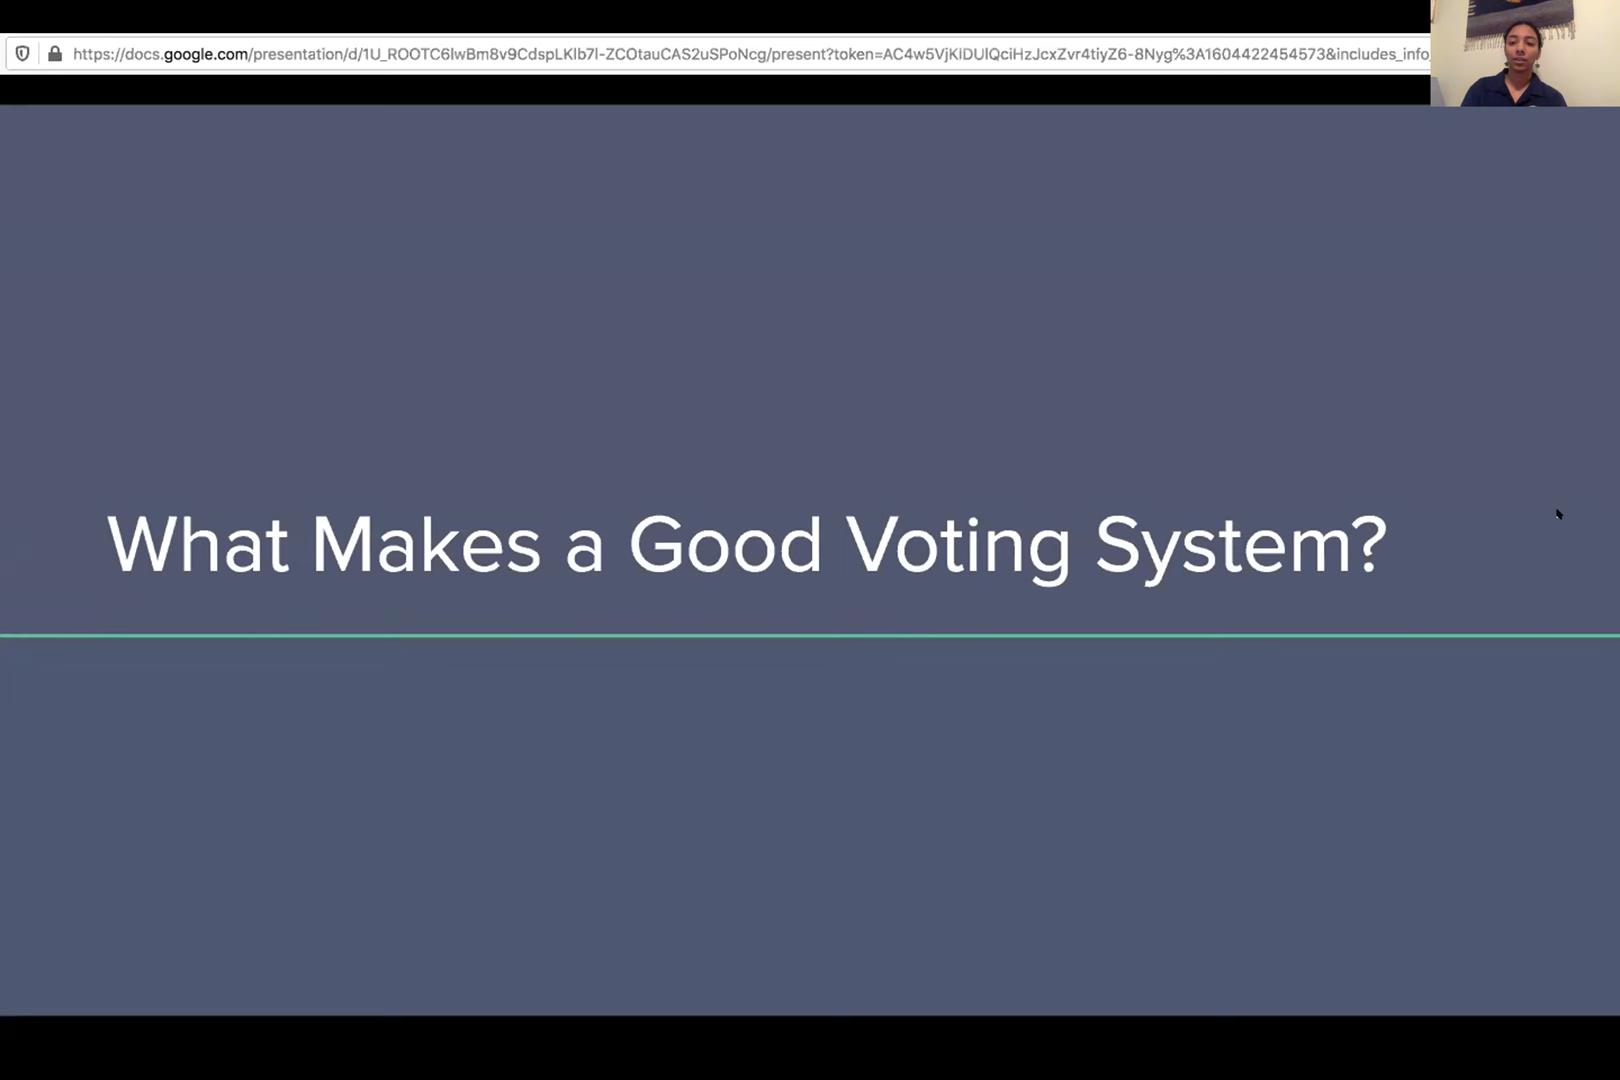 https://docs.google.com/presentation/d/1U_ROOTC6lwBm8v9CdspLKlb7l-ZCOtauCAS2uSPoNcg/present?token=AC4w5VjKiDUlQciHzJcxZvr4tiyZ6-8Nyg%3A1604422454573&includes_info
What Makes a Good Voting System?